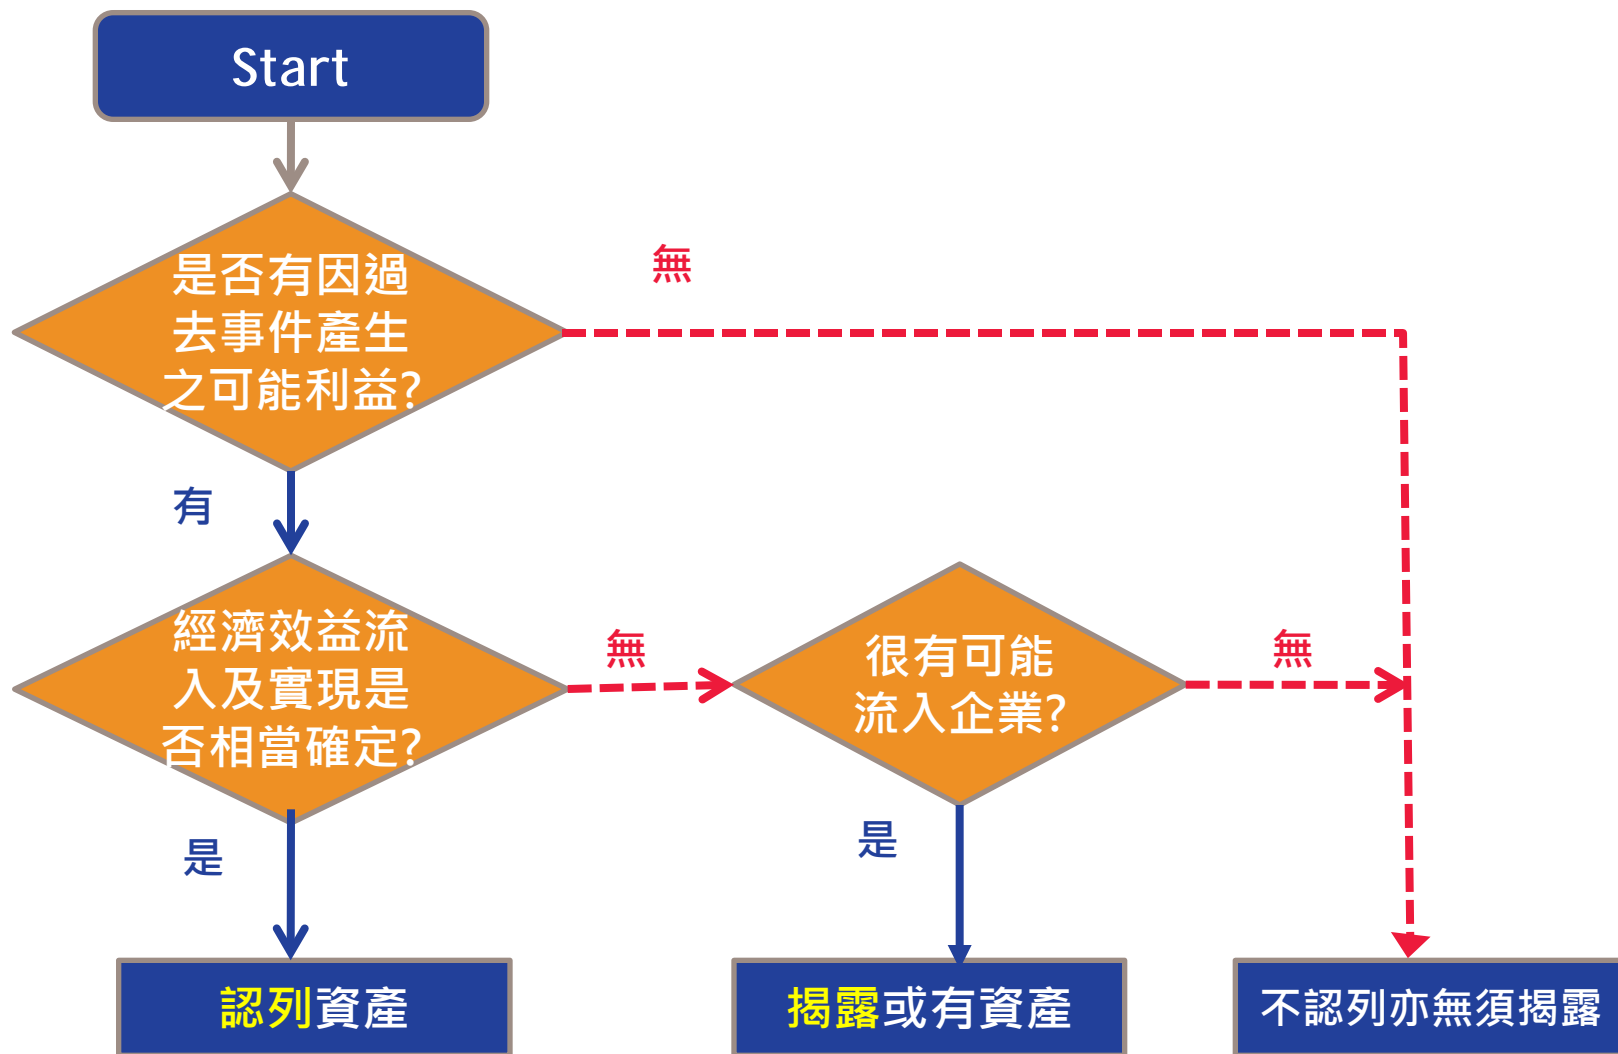 Start
是否有因過
去事件產生
之可能利益?
無
有
經濟效益流
入及實現是
否相當確定?
無
很有可能
流入企業?
無
是
是
認列資產
揭露或有資產
不認列亦無須揭露